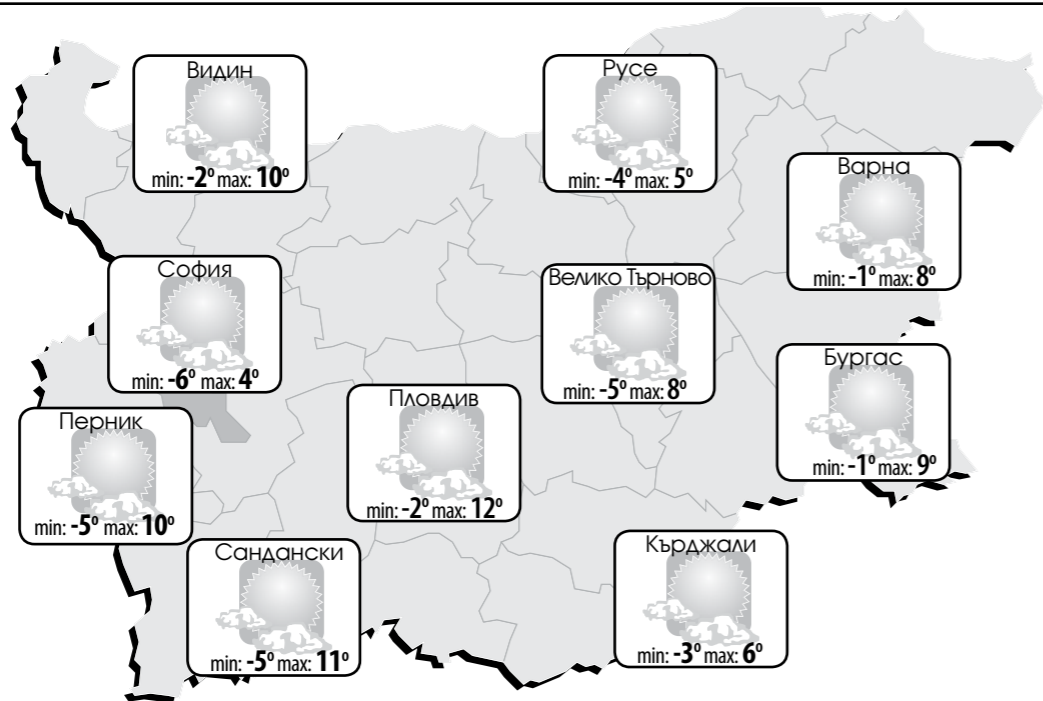 Видин
min: -2° max: 10°
Русе
min: -4° max: 5°
Варна
min: -1° max: 8°
София
min: -6° max: 4°
Велико Търново
min: -5° max: 8°
Бургас
min: -1° max: 9°
Пловдив
min: -2° max: 12°
Перник
min: -5° max: 10°
Сандански
min: -5° max: 11°
Кърджали
min: -3° max: 6°